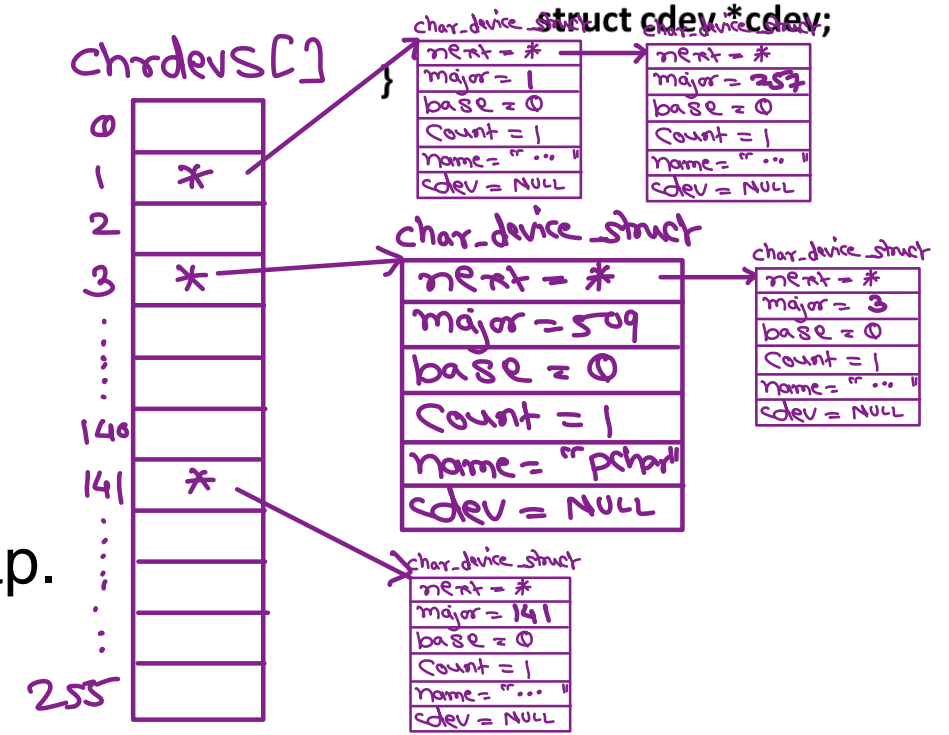 struct cdev *cdev;
}
chrdevs[]
0
1 *
2
3 *
140
141 *
255
char_device_struct
next = *
major = 1
base = 0
count = 1
name = "... "
cdev = NULL
char_device_struct
next = *
major = 257
base = 0
count = 1
name = "... "
cdev = NULL
char_device_struct
next = *
major = 509
base = 0
count = 1
name = "pchar"
cdev = NULL
char_device_struct
next = *
major = 3
base = 0
count = 1
name = "... "
cdev = NULL
char_device_struct
next = *
major = 141
base = 0
count = 1
name = "... "
cdev = NULL